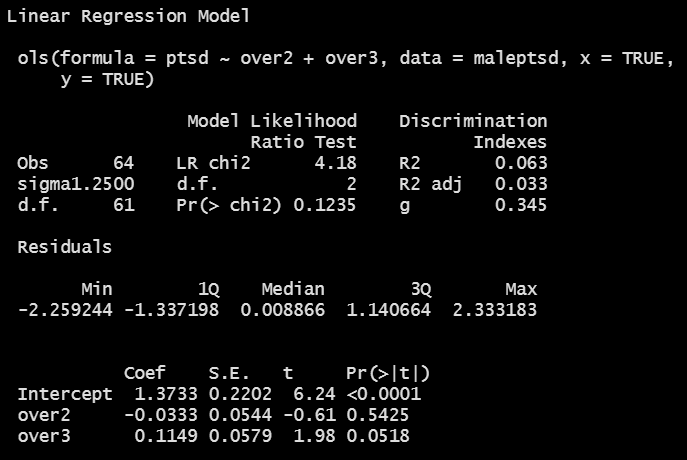 Linear Regression Model
ols(formula = ptsd ~ over2 + over3, data = maleptsd, x = TRUE,
y = TRUE)
Model Likelihood Discrimination
Ratio Test Indexes
Obs 64 LR chi2 4.18 R2 0.063
sigma1.2500 d.f. 2 R2 adj 0.033
d.f. 61 Pr(> chi2) 0.1235 g 0.345
Residuals
Min 1Q Median 3Q Max
-2.259244 -1.337198 0.008866 1.140664 2.333183
Coef S.E. t Pr(>|t|)
Intercept 1.3733 0.2202 6.24 <0.0001
over2 -0.0333 0.0544 -0.61 0.5425
over3 0.1149 0.0579 1.98 0.0518